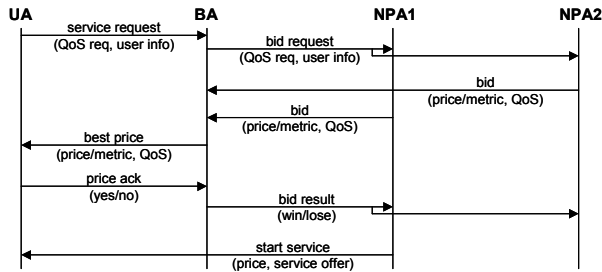 UA BA NPA1 NPA2
service request
(QoS req, user info)
bid request
(QoS req, user info)
bid
(price/metric, QoS)
bid
(price/metric, QoS)
best price
(price/metric, QoS)
price ack
(yes/no)
bid result
(win/lose)
start service
(price, service offer)